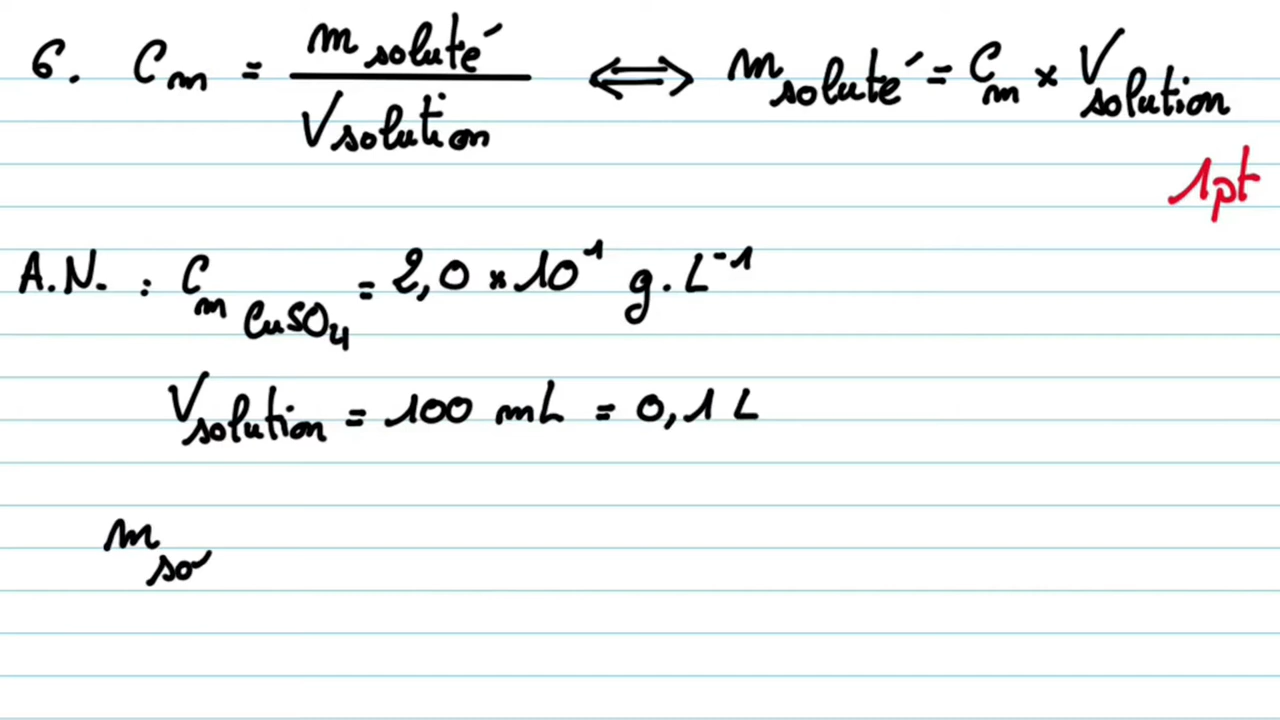 6. Cm = m soluté / V solution ⟺ m soluté = Cm × V solution
1pt
A.N. : Cm CuSO4 = 2,0 × 10^1 g.L^-1
V solution = 100 mL = 0,1 L
m so